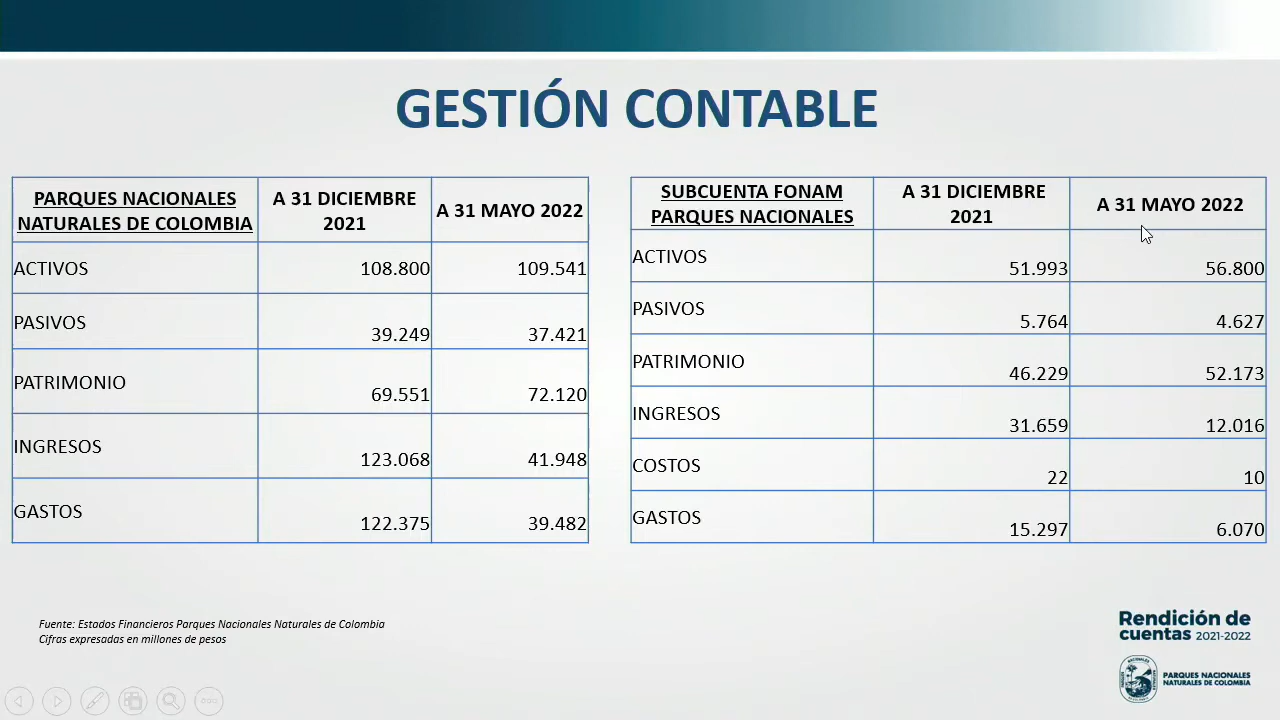 GESTIÓN CONTABLE
PARQUES NACIONALES
NATURALES DE COLOMBIA
A 31 DICIEMBRE
2021
A 31 MAYO 2022
ACTIVOS 108.800 109.541
PASIVOS 39.249 37.421
PATRIMONIO 69.551 72.120
INGRESOS 123.068 41.948
GASTOS 122.375 39.482
SUBCUENTA FONAM
PARQUES NACIONALES
A 31 DICIEMBRE
2021
A 31 MAYO 2022
ACTIVOS 51.993 56.800
PASIVOS 5.764 4.627
PATRIMONIO 46.229 52.173
INGRESOS 31.659 12.016
COSTOS 22 10
GASTOS 15.297 6.070
Fuente: Estados Financieros Parques Nacionales Naturales de Colombia
Cifras expresadas en millones de pesos
Rendición de
cuentas 2021-2022
PARQUES NACIONALES
NATURALES DE COLOMBIA